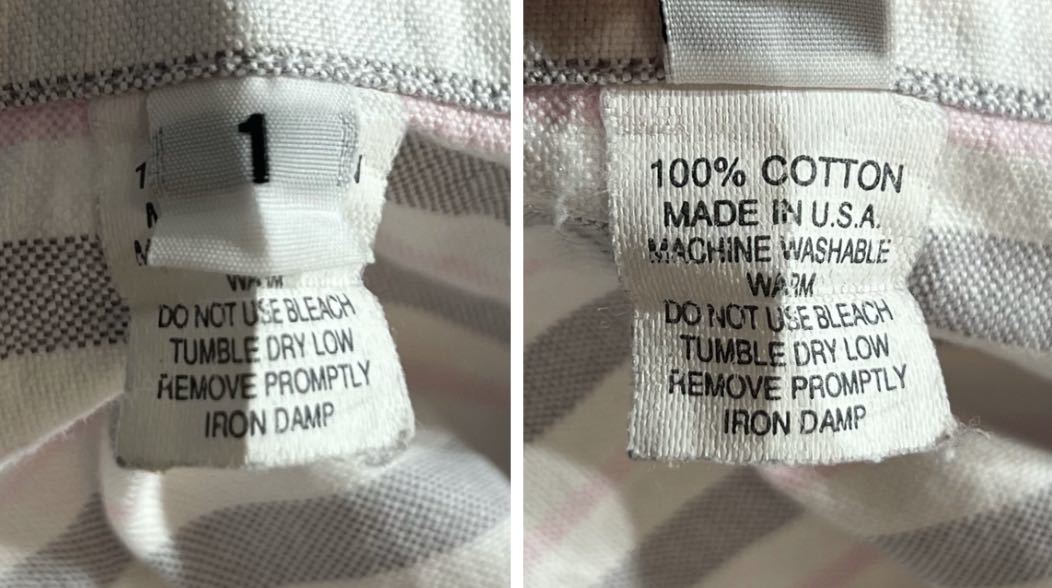 1
WARM
DO NOT USE BLEACH
TUMBLE DRY LOW
REMOVE PROMPTLY
IRON DAMP
100% COTTON
MADE IN U.S.A.
MACHINE WASHABLE
WARM
DO NOT USE BLEACH
TUMBLE DRY LOW
REMOVE PROMPTLY
IRON DAMP